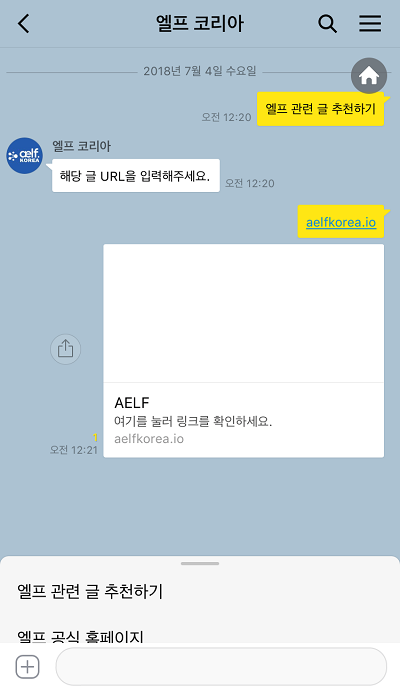 엘프 코리아
2018년 7월 4일 수요일
엘프 관련 글 추천하기
오전 12:20
엘프 코리아
aelf
KOREA
해당 글 URL을 입력해주세요.
오전 12:20
aelfkorea.io
AELF
여기를 눌러 링크를 확인하세요.
aelfkorea.io
1
오전 12:21
엘프 관련 글 추천하기
엘프 공식 홈페이지